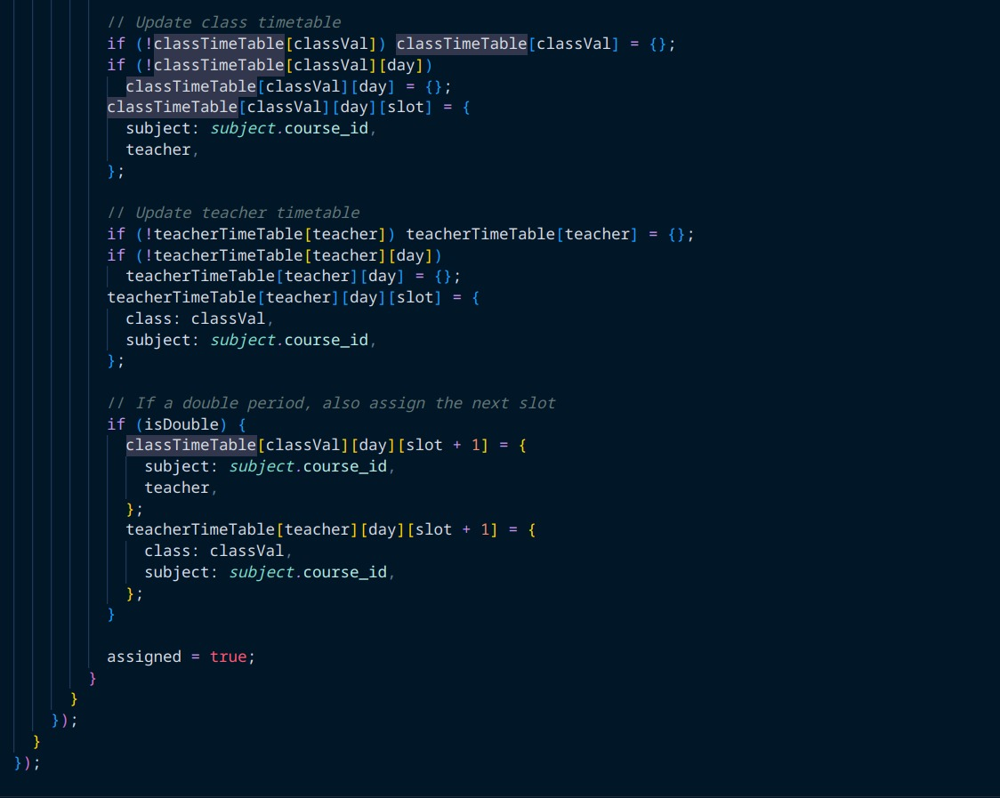 // Update class timetable
if (!classTimeTable[classVal]) classTimeTable[classVal] = {};
if (!classTimeTable[classVal][day])
classTimeTable[classVal][day] = {};
classTimeTable[classVal][day][slot] = {
subject: subject.course_id,
teacher,
};
// Update teacher timetable
if (!teacherTimeTable[teacher]) teacherTimeTable[teacher] = {};
if (!teacherTimeTable[teacher][day])
teacherTimeTable[teacher][day] = {};
teacherTimeTable[teacher][day][slot] = {
class: classVal,
subject: subject.course_id,
};
// If a double period, also assign the next slot
if (isDouble) {
classTimeTable[classVal][day][slot + 1] = {
subject: subject.course_id,
teacher,
};
teacherTimeTable[teacher][day][slot + 1] = {
class: classVal,
subject: subject.course_id,
};
}
assigned = true;
}
}
});
}
});